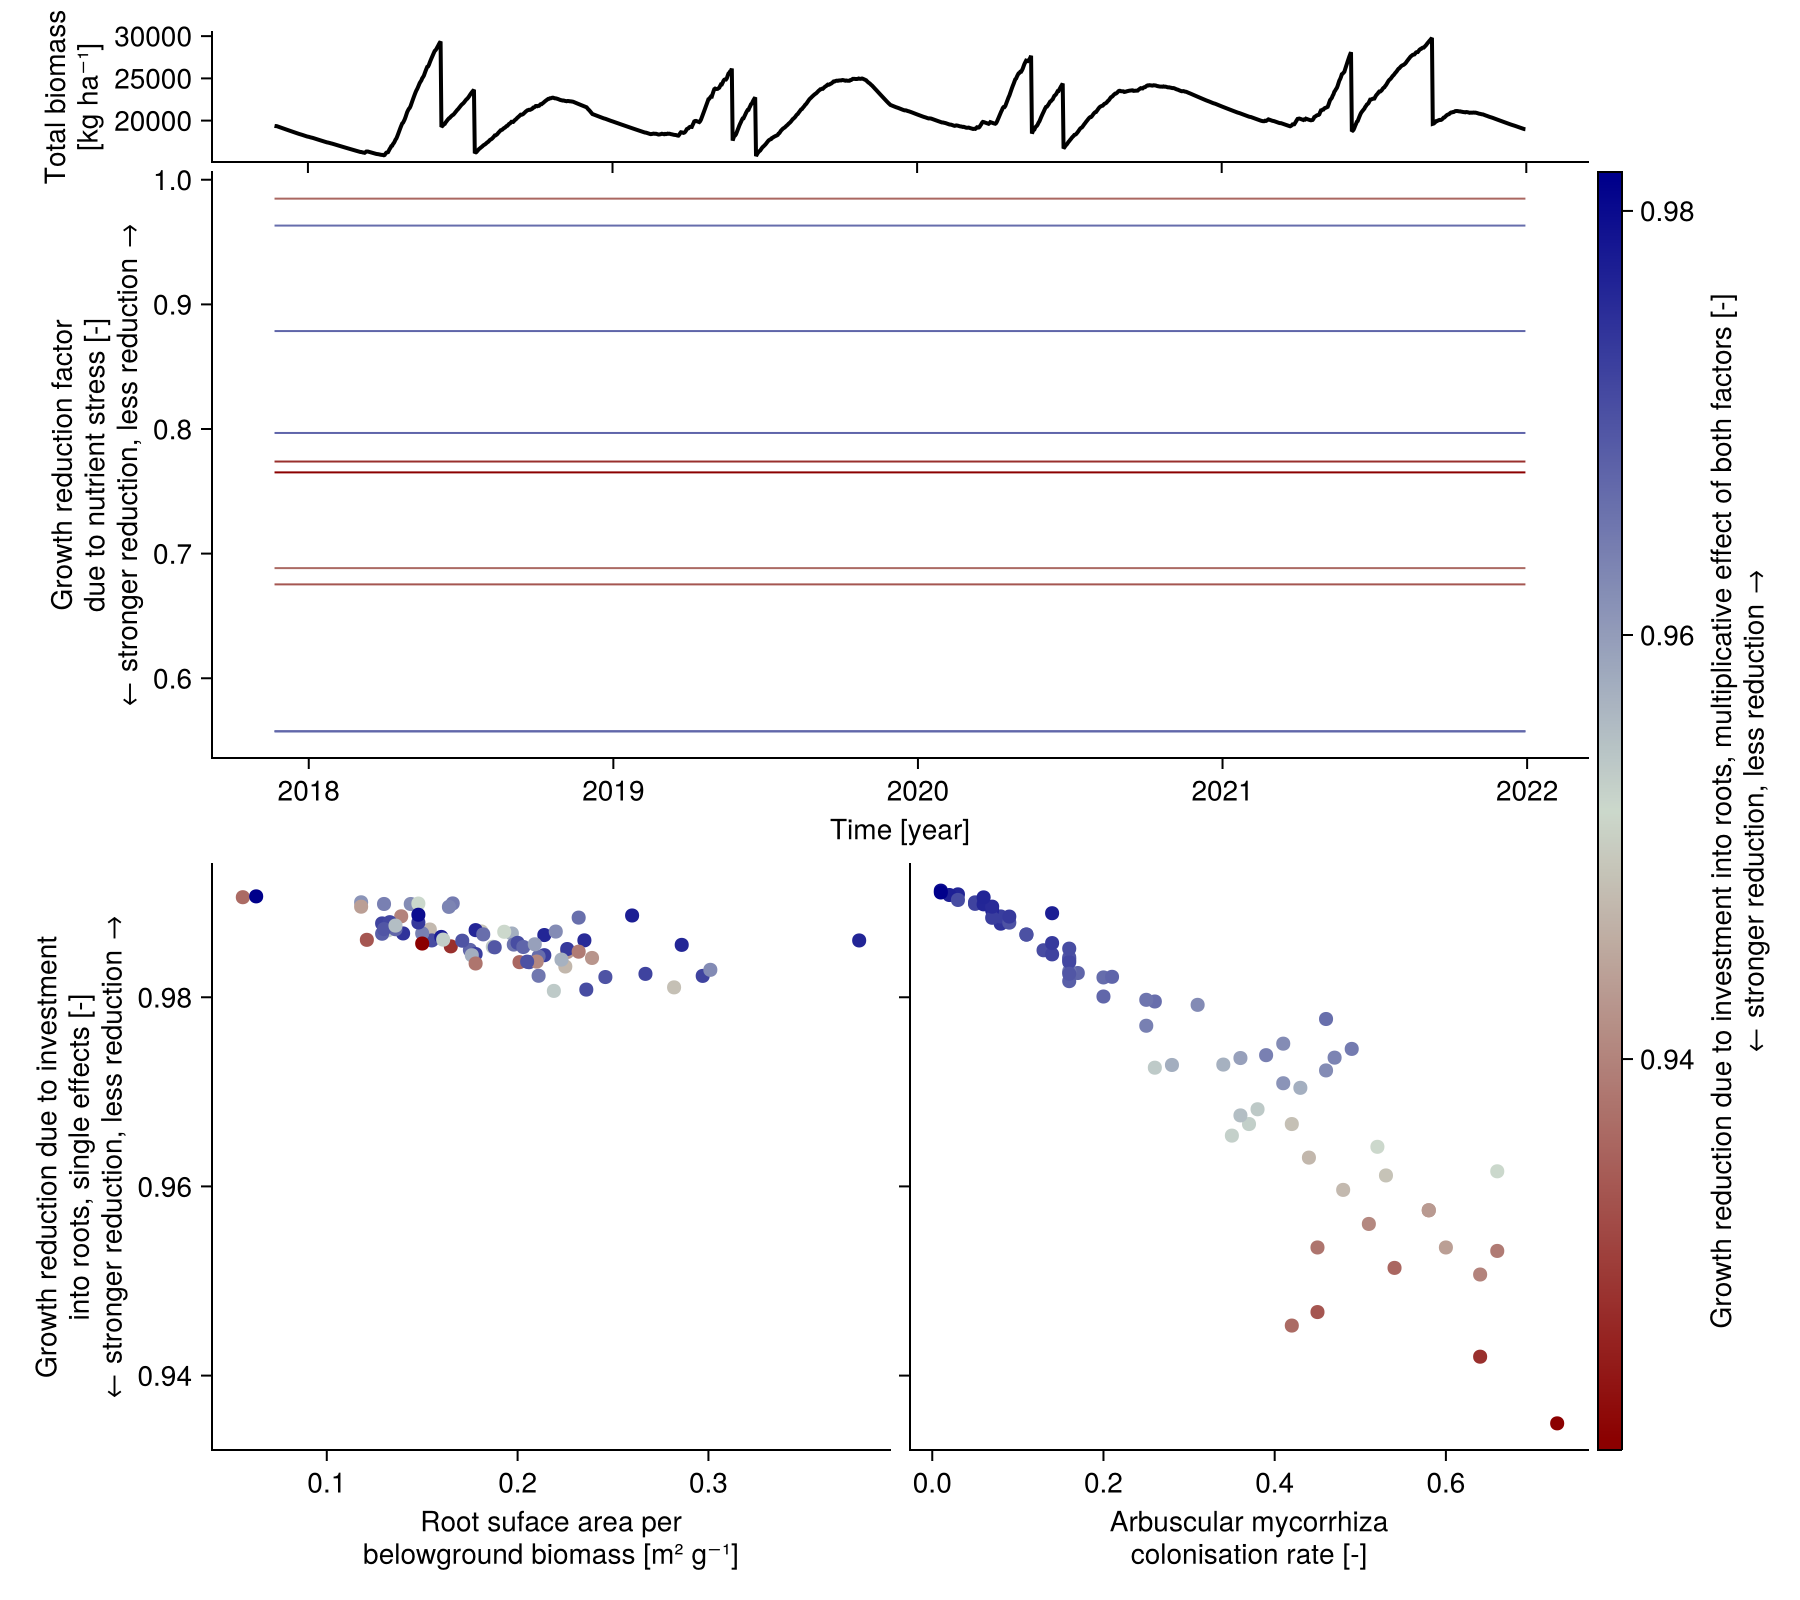 Total biomass
[kg ha⁻¹]
30000
25000
20000
Growth reduction factor
due to nutrient stress [-]
← stronger reduction, less reduction →
1.0
0.9
0.8
0.7
0.6
2018
2019
2020
2021
2022
Time [year]
Growth reduction due to investment
into roots, single effects [-]
← stronger reduction, less reduction →
0.98
0.96
0.94
0.1
0.2
0.3
Root suface area per
belowground biomass [m² g⁻¹]
0.0
0.2
0.4
0.6
Arbuscular mycorrhiza
colonisation rate [-]
0.98
0.96
0.94
Growth reduction due to investment into roots, multiplicative effect of both factors [-]
← stronger reduction, less reduction →